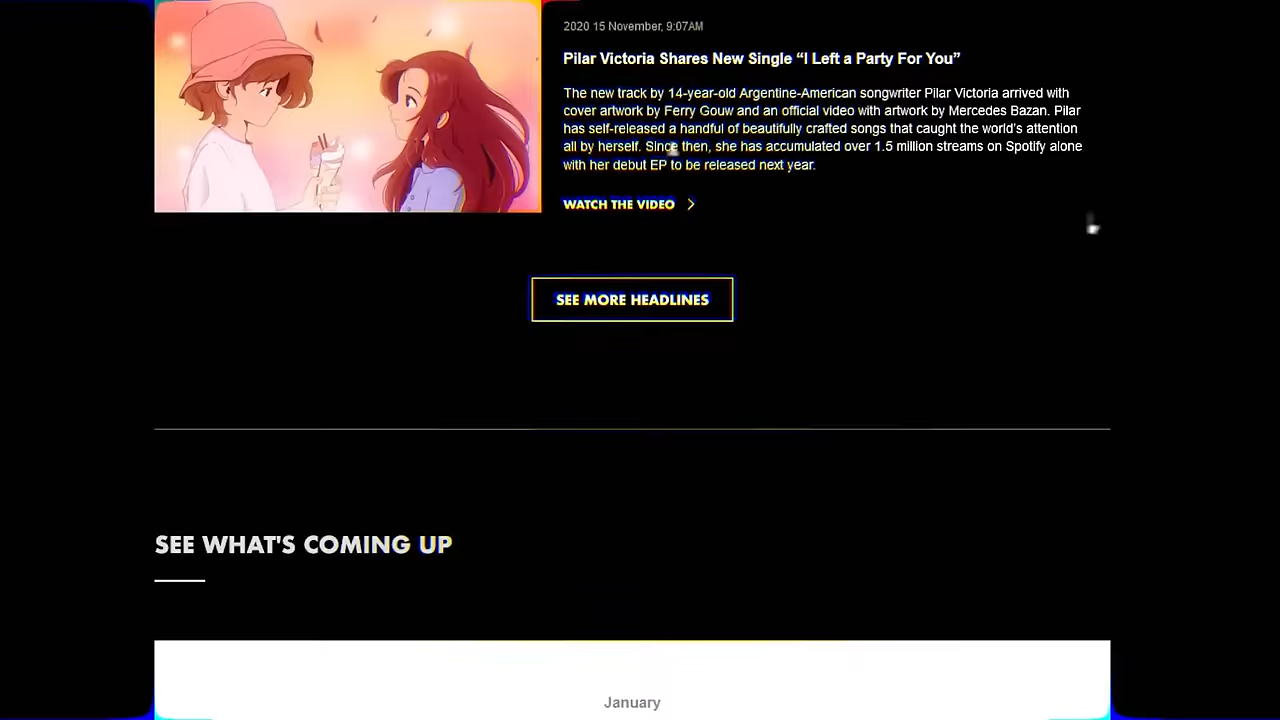 2020 15 November, 9:07AM
Pilar Victoria Shares New Single “I Left a Party For You”
The new track by 14-year-old Argentine-American songwriter Pilar Victoria arrived with
cover artwork by Ferry Gouw and an official video with artwork by Mercedes Bazan. Pilar
has self-released a handful of beautifully crafted songs that caught the world's attention
all by herself. Since then, she has accumulated over 1.5 million streams on Spotify alone
with her debut EP to be released next year.
WATCH THE VIDEO
SEE MORE HEADLINES
SEE WHAT'S COMING UP
January